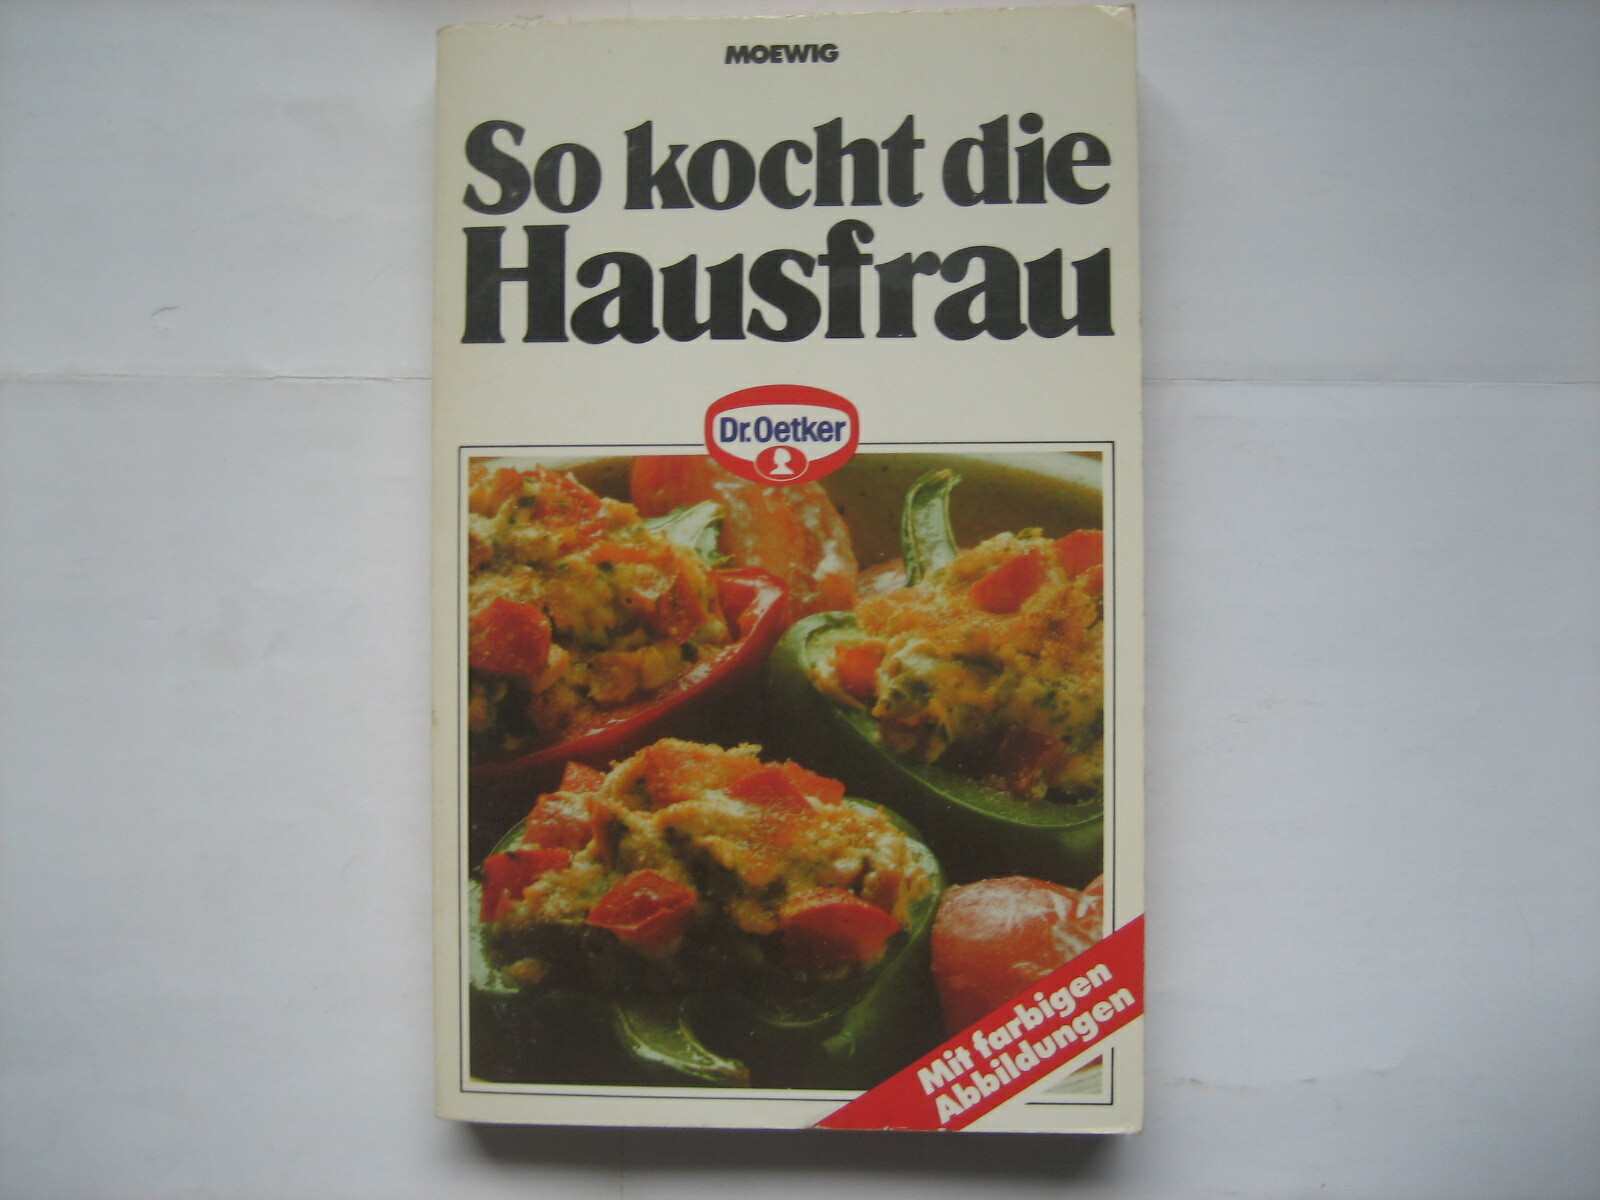 MOEWIG
So kocht die
Hausfrau
Dr.Oetker
Mit farbigen
Abbildungen